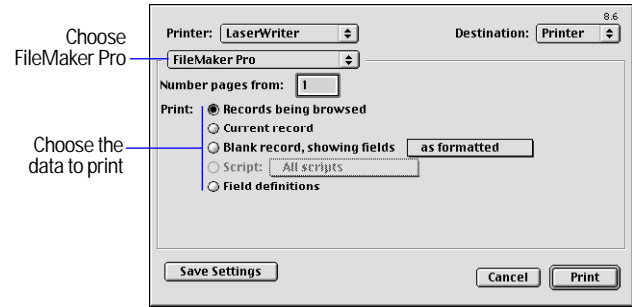 8.6
Printer: LaserWriter Destination: Printer
Choose
FileMaker Pro
FileMaker Pro
Number pages from: 1
Print: Records being browsed
Current record
Choose the
data to print
Blank record, showing fields as formatted
Script: All scripts
Field definitions
Save Settings Cancel Print